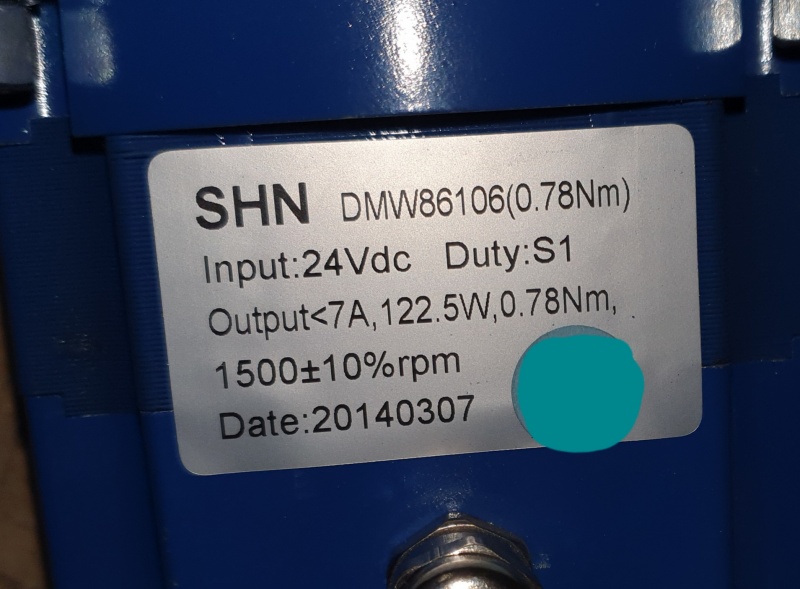 SHN DMW86106(0.78Nm)
Input:24Vdc Duty:S1
Output<7A,122.5W,0.78Nm,
1500±10%rpm
Date:20140307